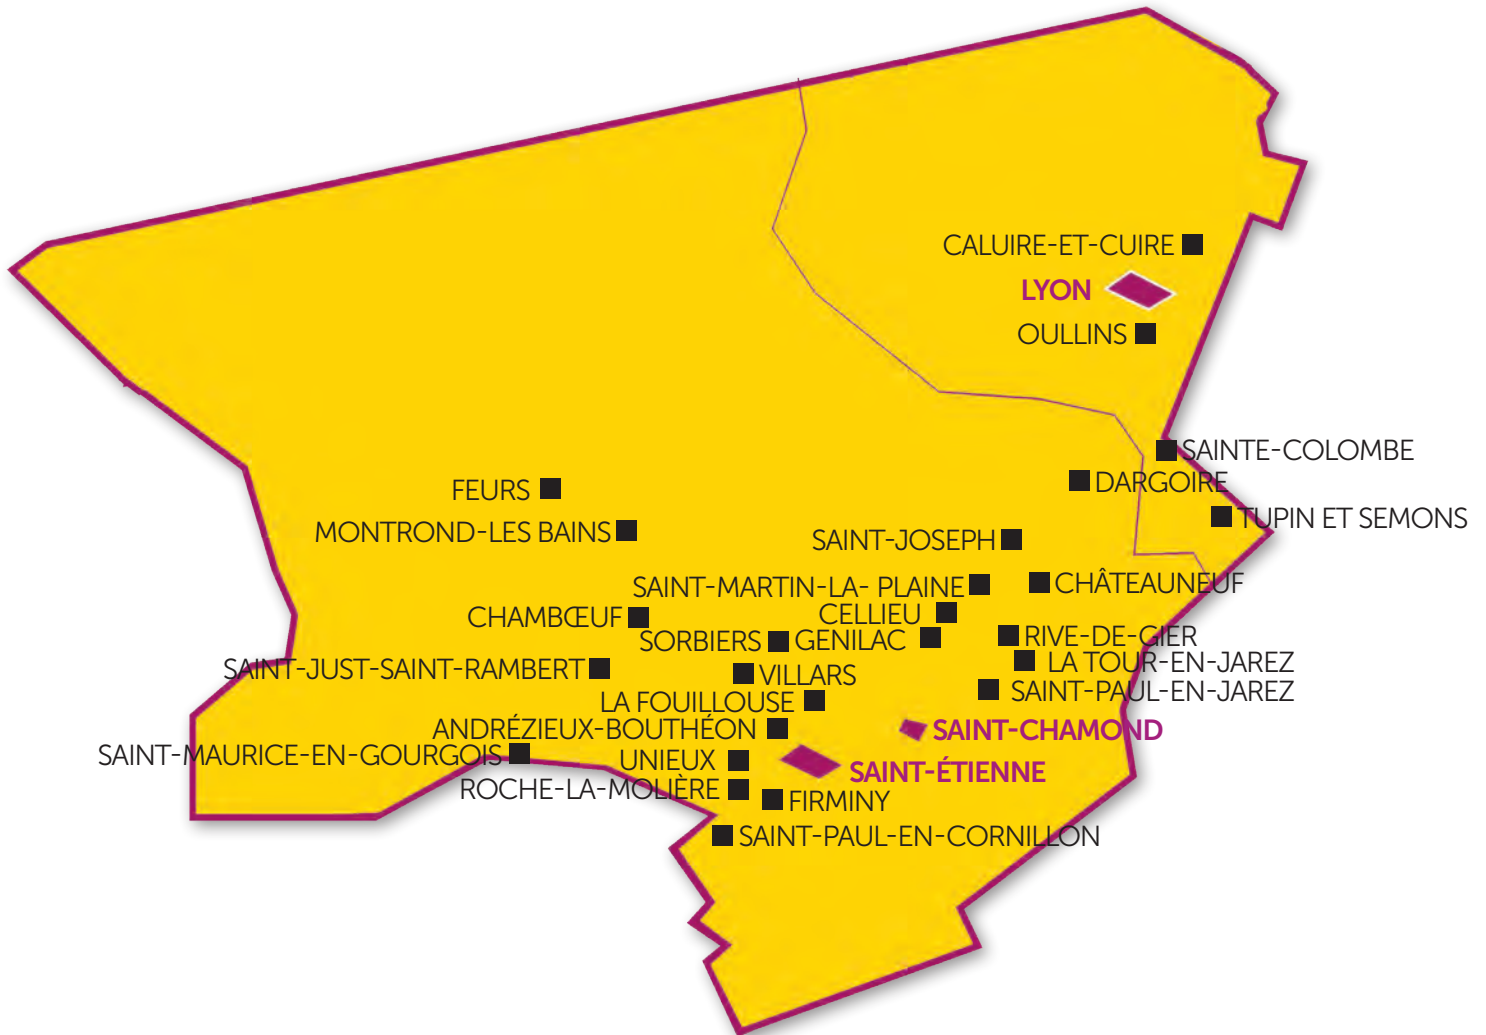 CALUIRE-ET-CUIRE
LYON
OULLINS
SAINTE-COLOMBE
DARGOIRE
FEURS
TUPIN ET SEMONS
MONTROND-LES BAINS
SAINT-JOSEPH
CHÂTEAUNEUF
SAINT-MARTIN-LA- PLAINE
CELLIEU
CHAMBŒUF
RIVE-DE-GIER
SORBIERS
GENILAC
LA TOUR-EN-JAREZ
SAINT-JUST-SAINT-RAMBERT
VILLARS
SAINT-PAUL-EN-JAREZ
LA FOUILLOUSE
ANDRÉZIEUX-BOUTHÉON
SAINT-CHAMOND
SAINT-MAURICE-EN-GOURGOIS
UNIEUX
SAINT-ÉTIENNE
ROCHE-LA-MOLIÈRE
FIRMINY
SAINT-PAUL-EN-CORNILLON